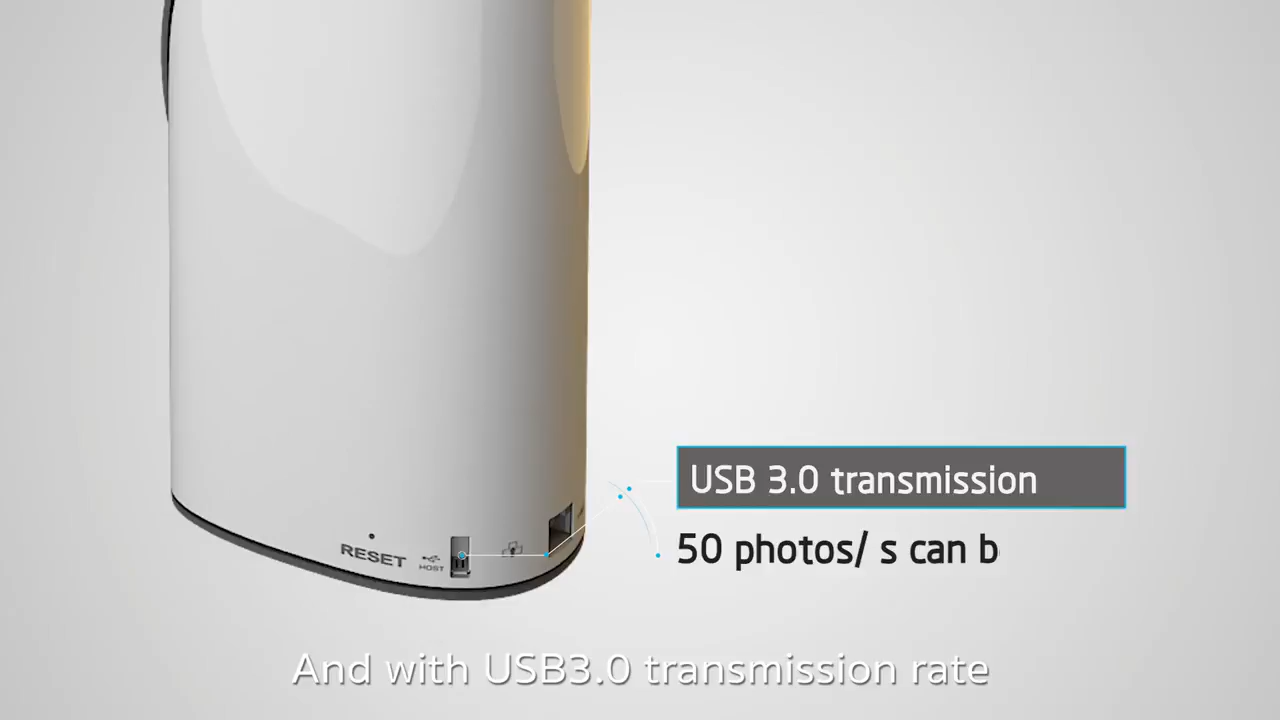 USB 3.0 transmission
50 photos/ s can b
RESET
HOST
And with USB3.0 transmission rate